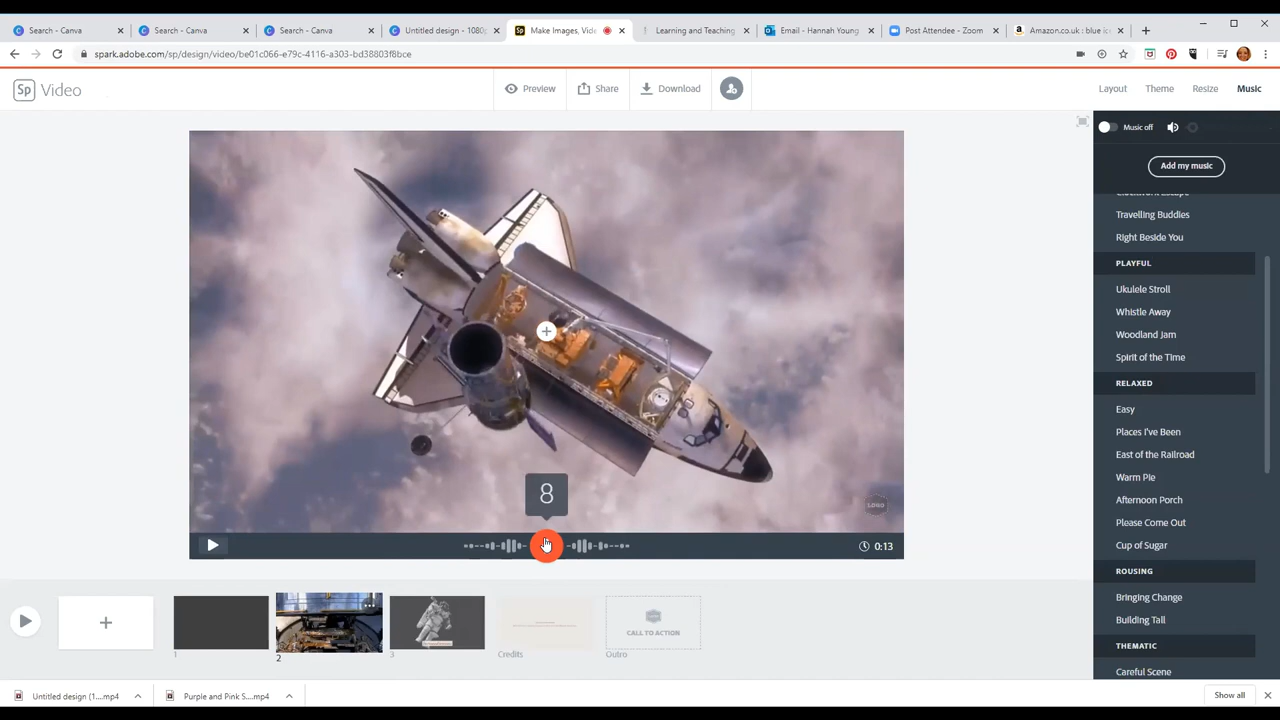 Search - Canva
Search - Canva
Search - Canva
Untitled design - 1080p
Sp Make Images, Vid
Learning and Teaching
Email - Hannah Young
Post Attendee - Zoom
Amazon.co.uk : blue ic
spark.adobe.com/sp/design/video/be01c066-e79c-4116-a303-bd38803f8bce
Sp Video
Preview
Share
Download
Layout
Theme
Resize
Music
Music off
Add my music
Clockwork Escape
Travelling Buddies
Right Beside You
PLAYFUL
Ukulele Stroll
Whistle Away
Woodland Jam
Spirit of the Time
RELAXED
Easy
Places I've Been
East of the Railroad
Warm Pie
Afternoon Porch
Please Come Out
Cup of Sugar
ROUSING
Bringing Change
Building Tall
THEMATIC
Careful Scene
8
LOGO
0:13
1
2
3
Credits
CALL TO ACTION
Outro
Untitled design (1....mp4
Purple and Pink S....mp4
Show all